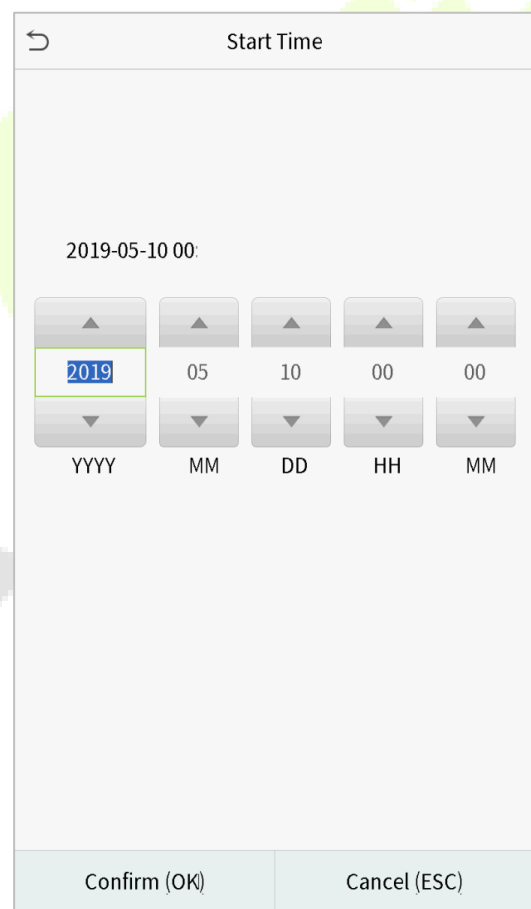 Start Time
2019-05-10 00:
2019 05 10 00 00
YYYY MM DD HH MM
Confirm (OK) Cancel (ESC)